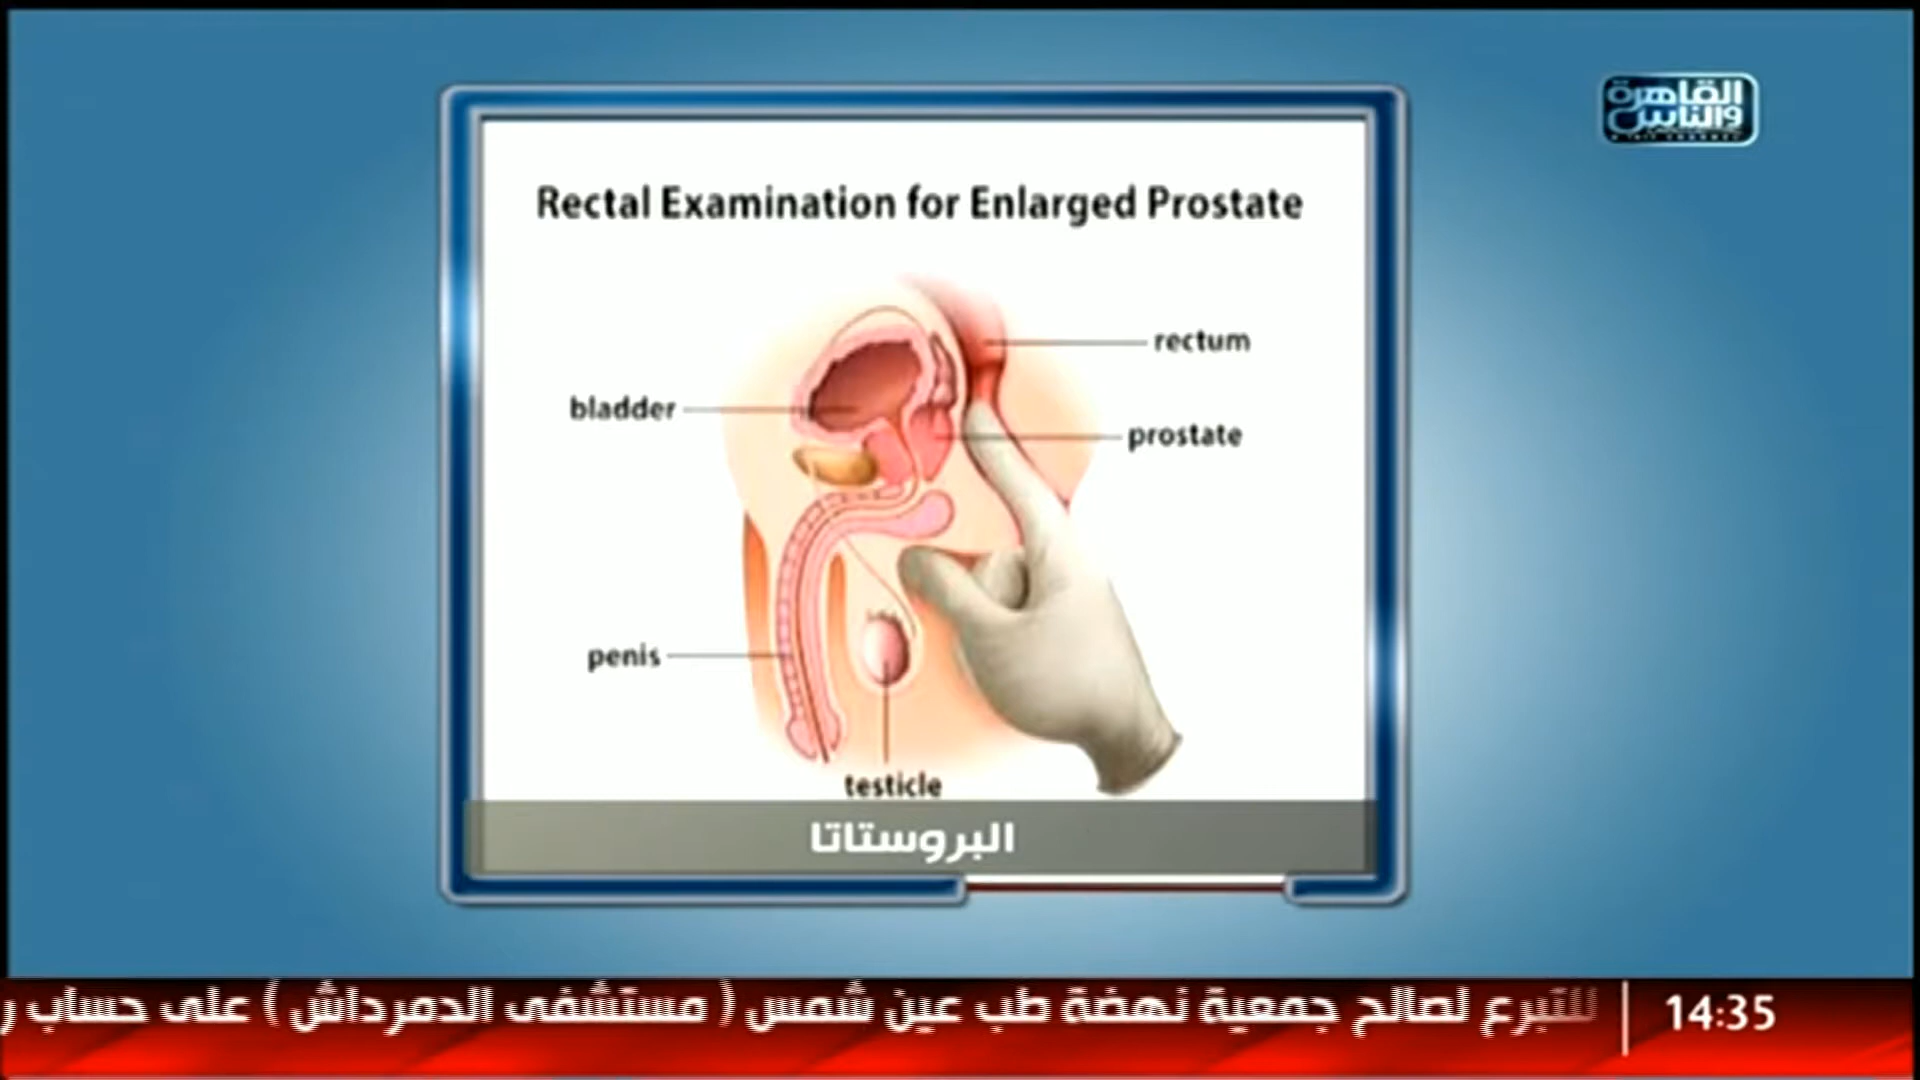 القاهرة
والناس
Rectal Examination for Enlarged Prostate
rectum
bladder
prostate
penis
testicle
البروستاتا
للتبرع لصالح جمعية نهضة طب عين شمس ( مستشفى الدمرداش ) على حساب ر
14:35